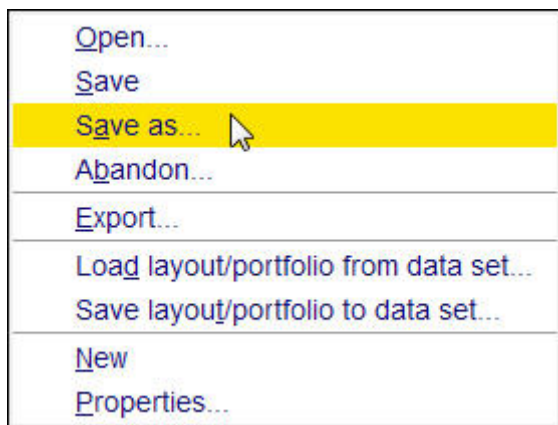 Open...
Save
Save as...
Abandon...
Export...
Load layout/portfolio from data set...
Save layout/portfolio to data set...
New
Properties...